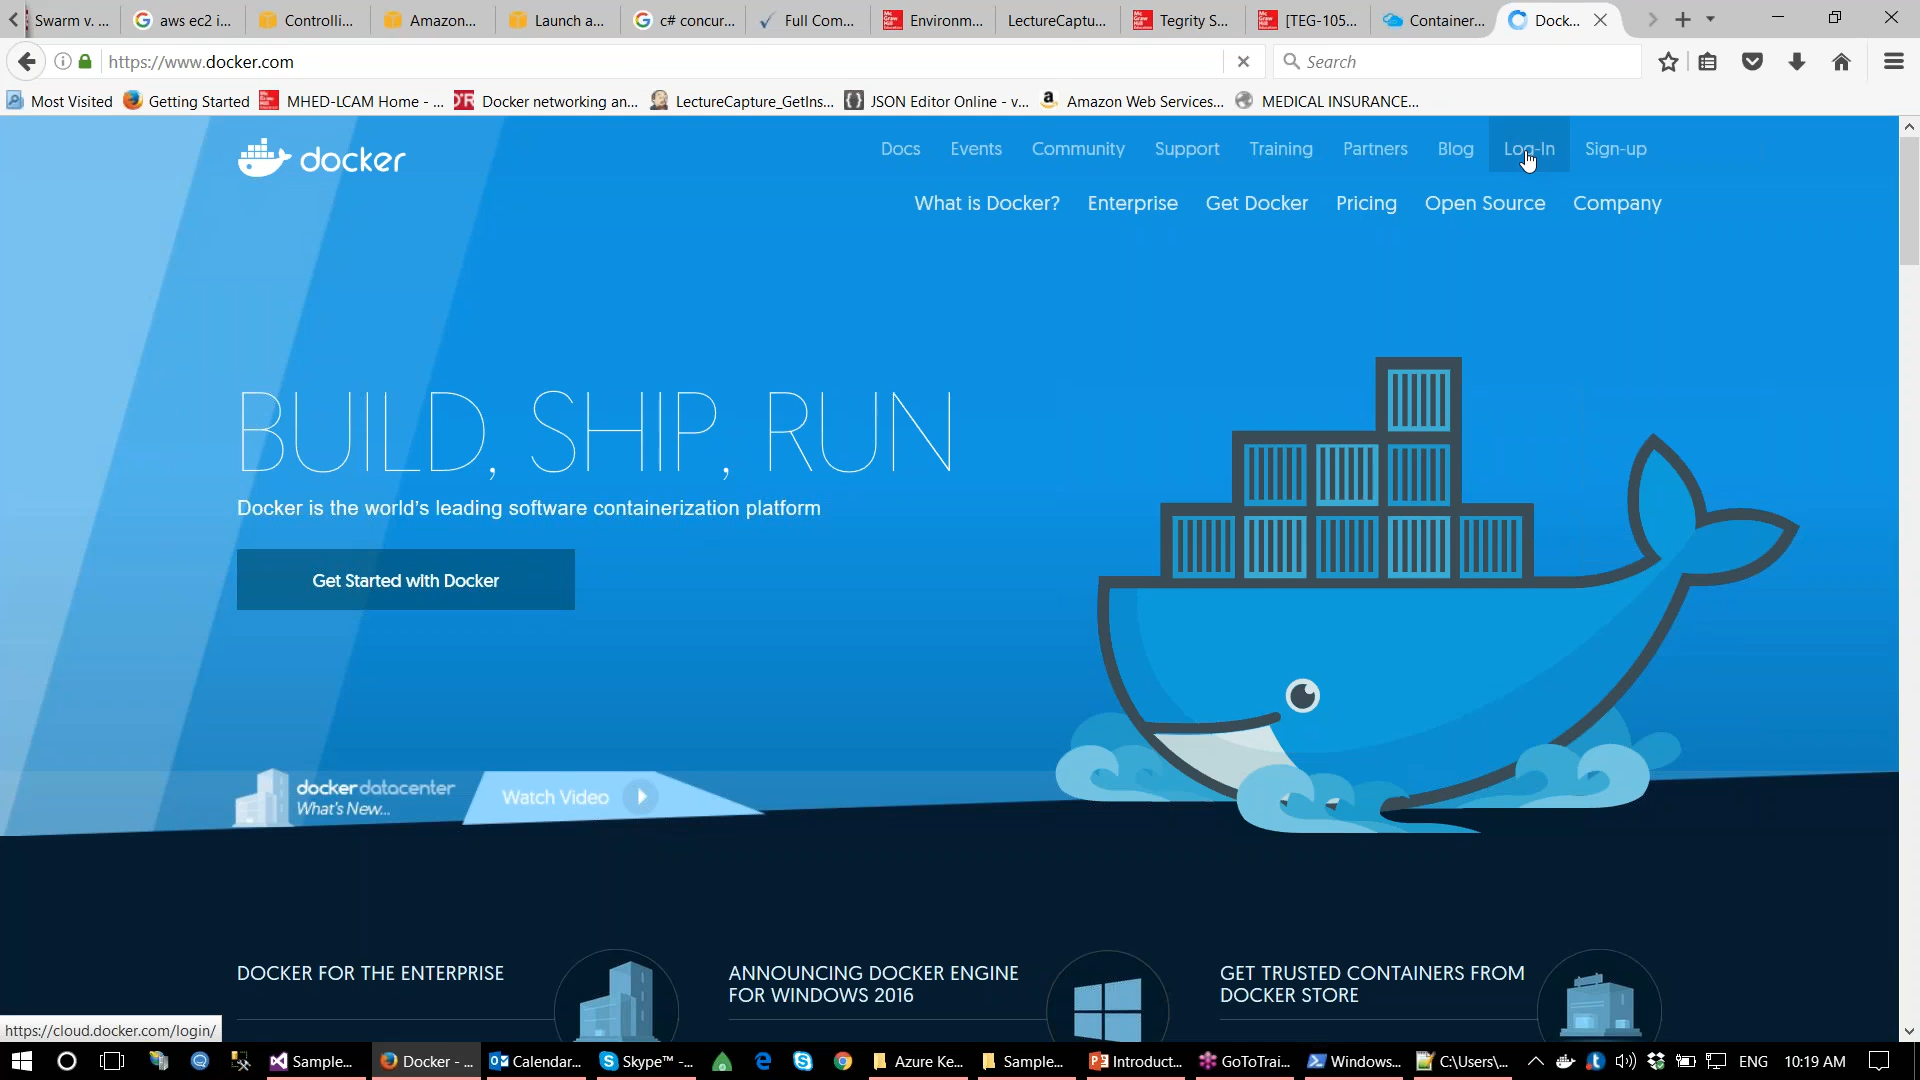 Swarm v. ...
aws ec2 i...
Controlli...
Amazon...
Launch a...
c# concur...
Full Com...
Environm...
LectureCaptu...
Tegrity S...
[TEG-105...
Container...
Dock...
https://www.docker.com
Search
Most Visited
Getting Started
MHED-LCAM Home - ...
Docker networking an...
LectureCapture_GetIns...
JSON Editor Online - v...
Amazon Web Services...
MEDICAL INSURANCE...
docker
Docs
Events
Community
Support
Training
Partners
Blog
Log-In
Sign-up
What is Docker?
Enterprise
Get Docker
Pricing
Open Source
Company
BUILD, SHIP, RUN
Docker is the world's leading software containerization platform
Get Started with Docker
dockerdatacenter
What's New...
Watch Video
DOCKER FOR THE ENTERPRISE
ANNOUNCING DOCKER ENGINE
FOR WINDOWS 2016
GET TRUSTED CONTAINERS FROM
DOCKER STORE
https://cloud.docker.com/login/
Sample...
Docker - ...
Calendar...
Skype™ -...
Azure Ke...
Sample...
Introduct...
GoToTrai...
Windows...
C:\Users\...
ENG
10:19 AM